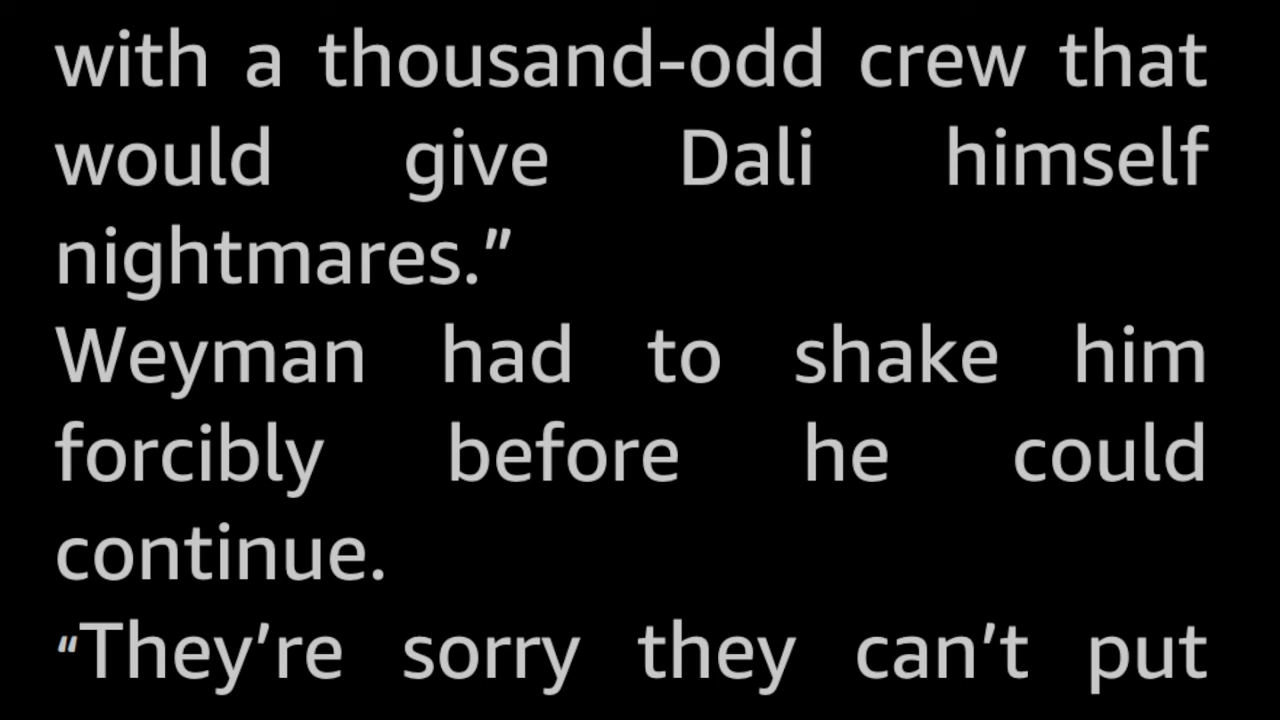 with a thousand-odd crew that
would give Dali himself
nightmares.”
Weyman had to shake him
forcibly before he could
continue.
“They’re sorry they can’t put